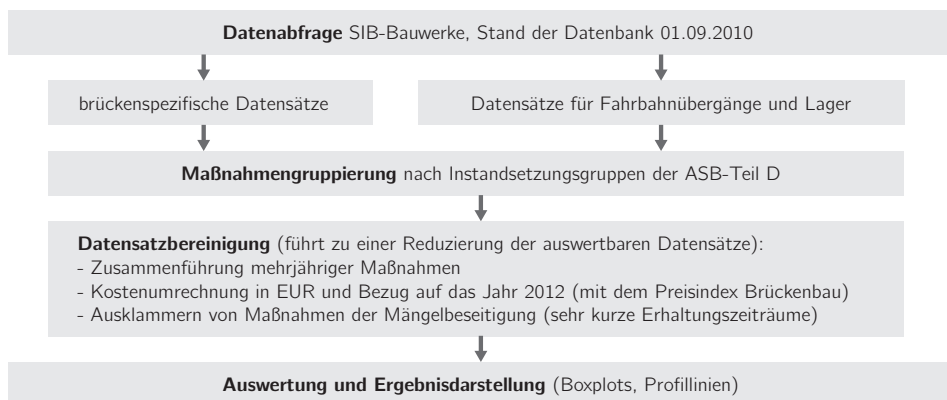 Datenabfrage SIB-Bauwerke, Stand der Datenbank 01.09.2010
brückenspezifische Datensätze
Datensätze für Fahrbahnübergänge und Lager
Maßnahmengruppierung nach Instandsetzungsgruppen der ASB-Teil D
Datensatzbereinigung (führt zu einer Reduzierung der auswertbaren Datensätze):
- Zusammenführung mehrjähriger Maßnahmen
- Kostenumrechnung in EUR und Bezug auf das Jahr 2012 (mit dem Preisindex Brückenbau)
- Ausklammern von Maßnahmen der Mängelbeseitigung (sehr kurze Erhaltungszeiträume)
Auswertung und Ergebnisdarstellung (Boxplots, Profillinien)